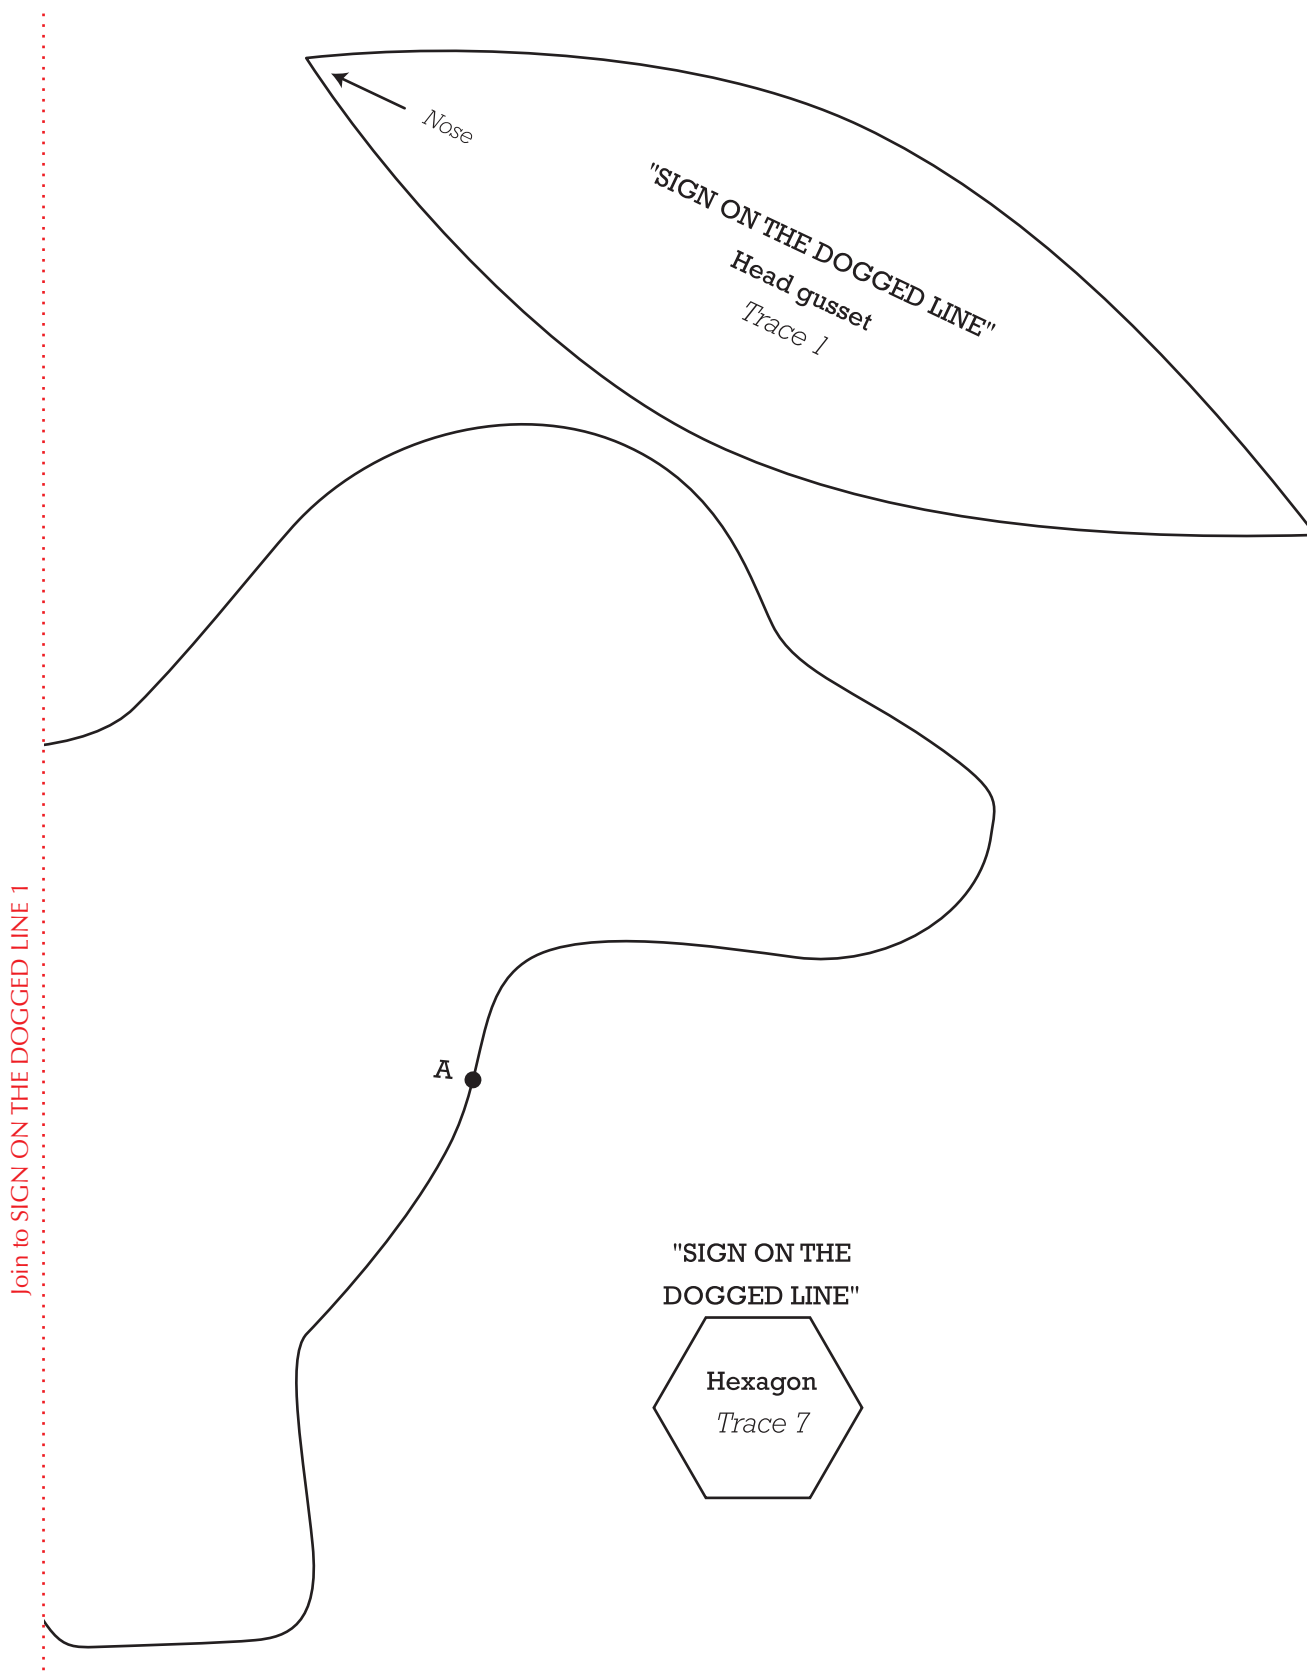 Nose
"SIGN ON THE DOGGED LINE"
Head gusset
Trace 1
Join to SIGN ON THE DOGGED LINE 1
A
"SIGN ON THE
DOGGED LINE"
Hexagon
Trace 7